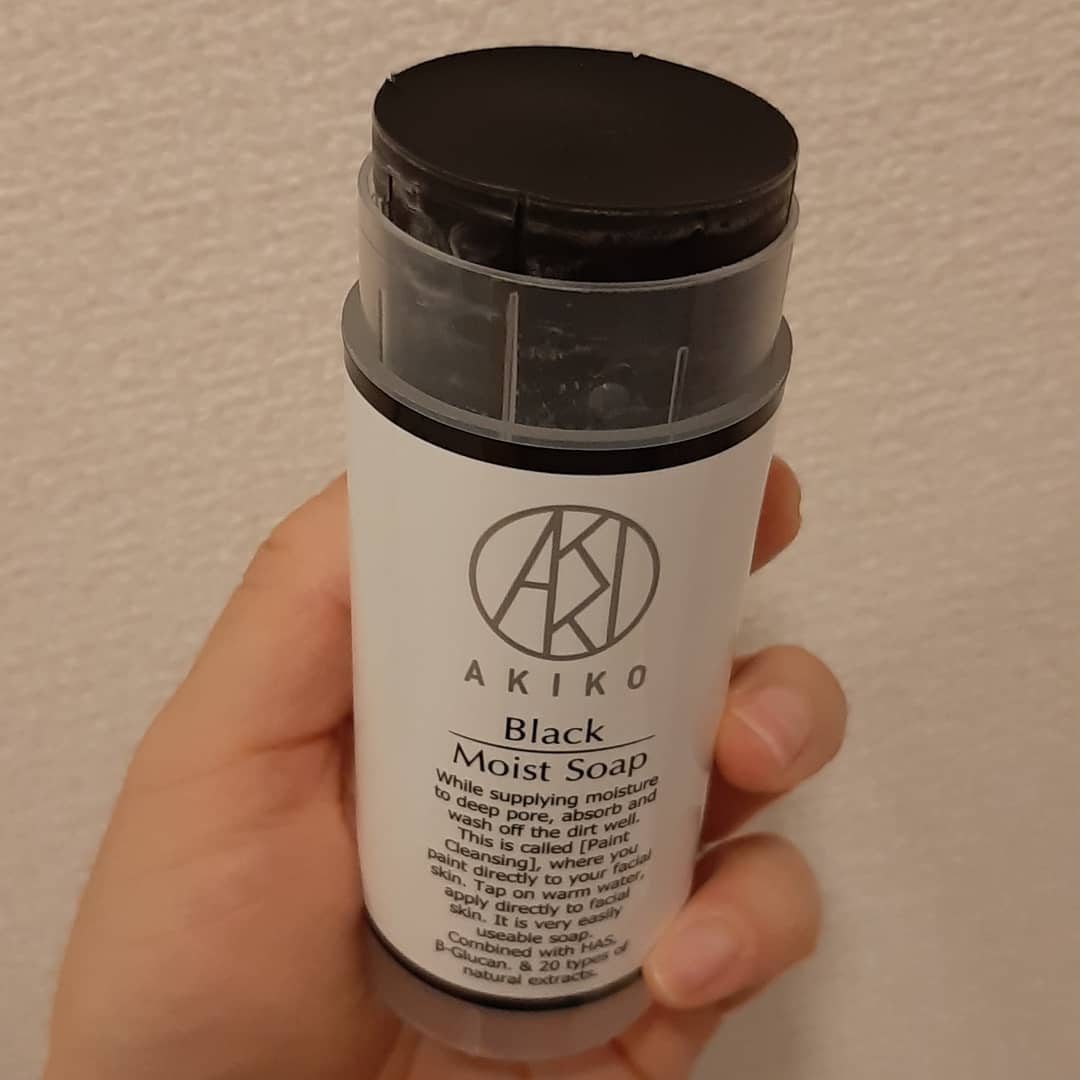 AKIKO
AKIKO
Black
Moist Soap
While supplying moisture
to deep pore, absorb and
wash off the dirt well.
This is called [Paint
Cleansing], where you
paint directly to your facial
skin. Tap on warm water,
apply directly to facial
skin. It is very easily
useable soap.
Combined with HAS,
β-Glucan. & 20 types of
natural extracts.